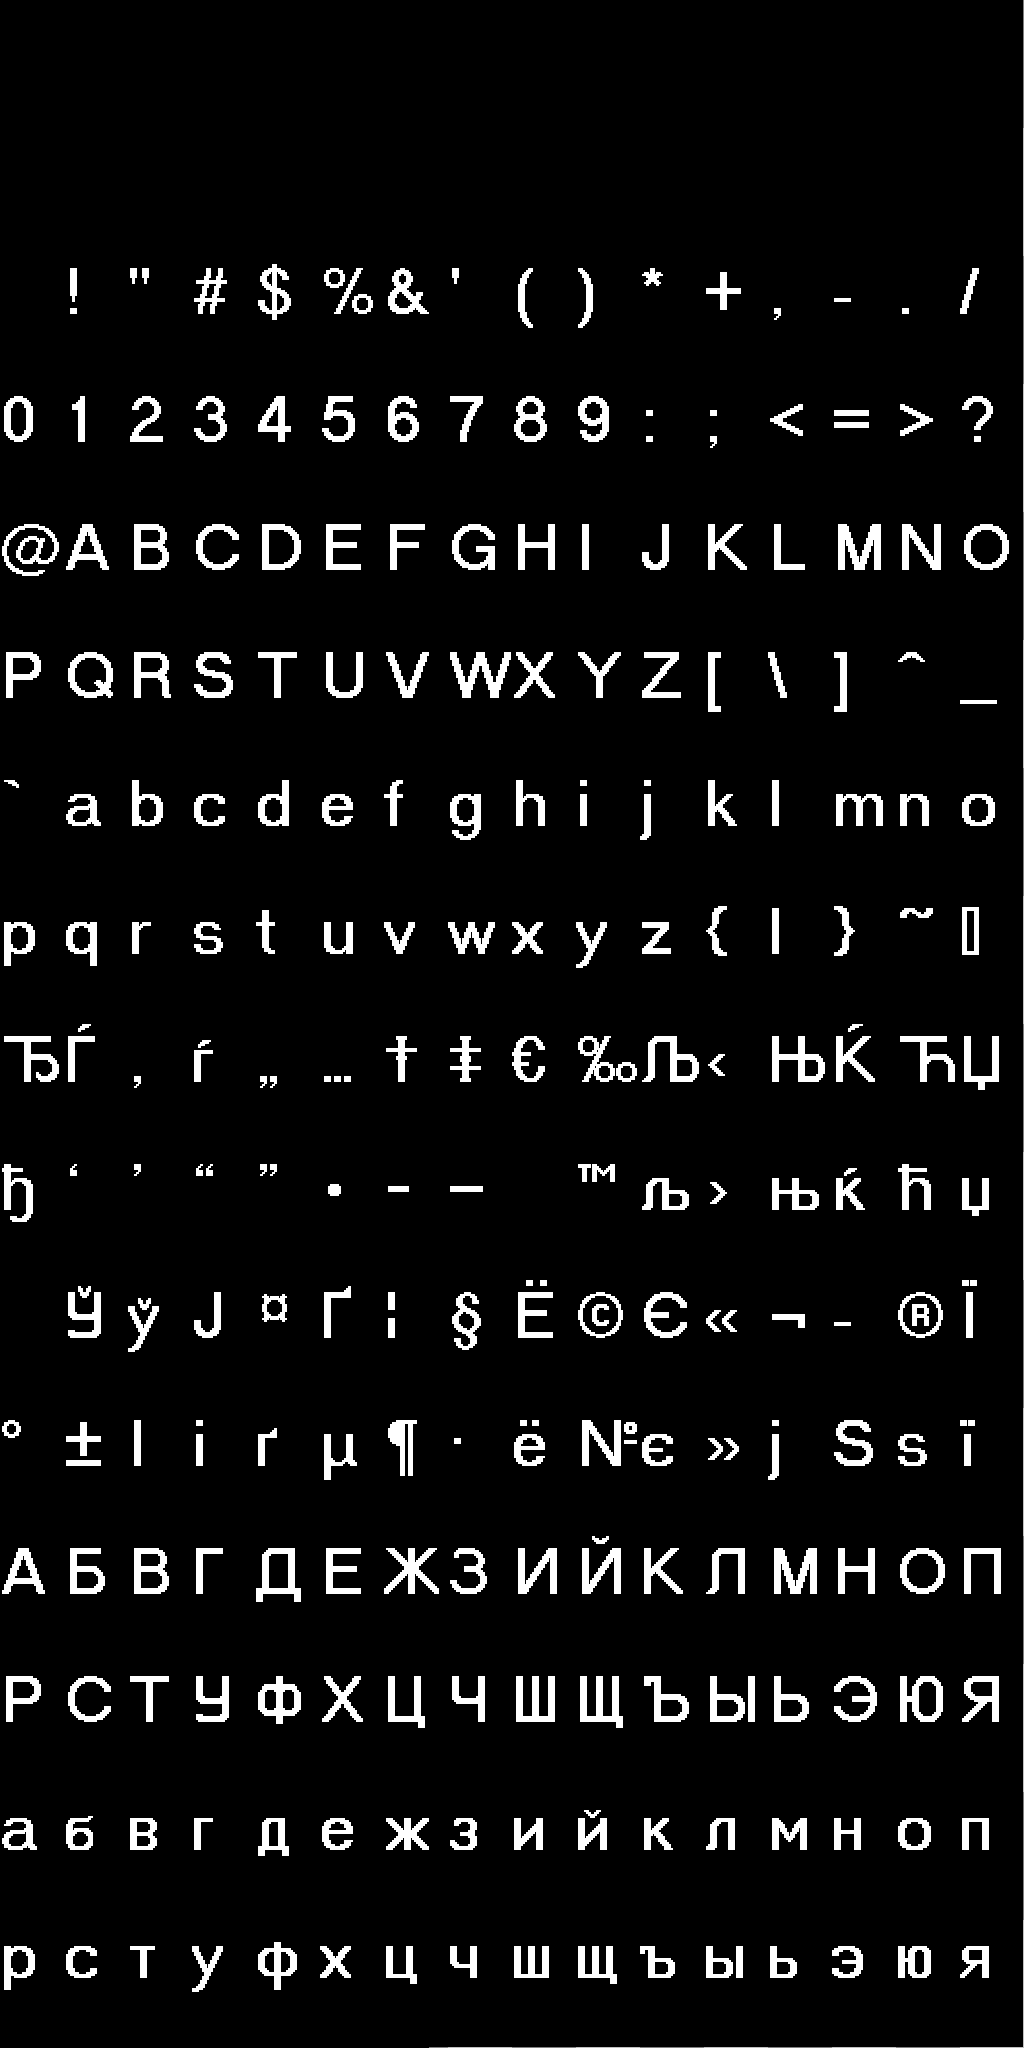 ! " # $ % & ' ( ) * + , - . /
0 1 2 3 4 5 6 7 8 9 : ; < = > ?
@ A B C D E F G H I J K L M N O
P Q R S T U V W X Y Z [ \ ] ^ _
` a b c d e f g h i j k l m n o
p q r s t u v w x y z { | } ~ ▯
Ђ Ѓ ‚ ѓ „ … † ‡ € ‰ Љ ‹ Њ Ќ Ћ Џ
ђ ‘ ’ “ ” • – — ™ љ › њ ќ ћ џ
Ў ў Ј ¤ Ґ ¦ § Ё © Є « ¬ - ® Ї
° ± І і ґ µ ¶ · ё № є » ј Ѕ ѕ ї
А Б В Г Д Е Ж З И Й К Л М Н О П
Р С Т У Ф Х Ц Ч Ш Щ Ъ Ы Ь Э Ю Я
а б в г д е ж з и й к л м н о п
р с т у ф х ц ч ш щ ъ ы ь э ю я